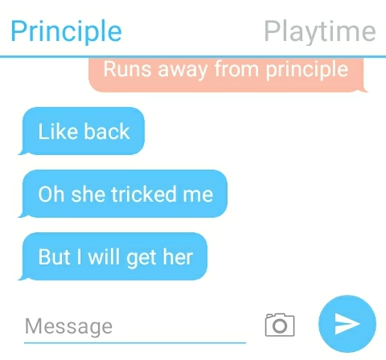 Principle Playtime
Runs away from principle
Like back
Oh she tricked me
But I will get her
Message